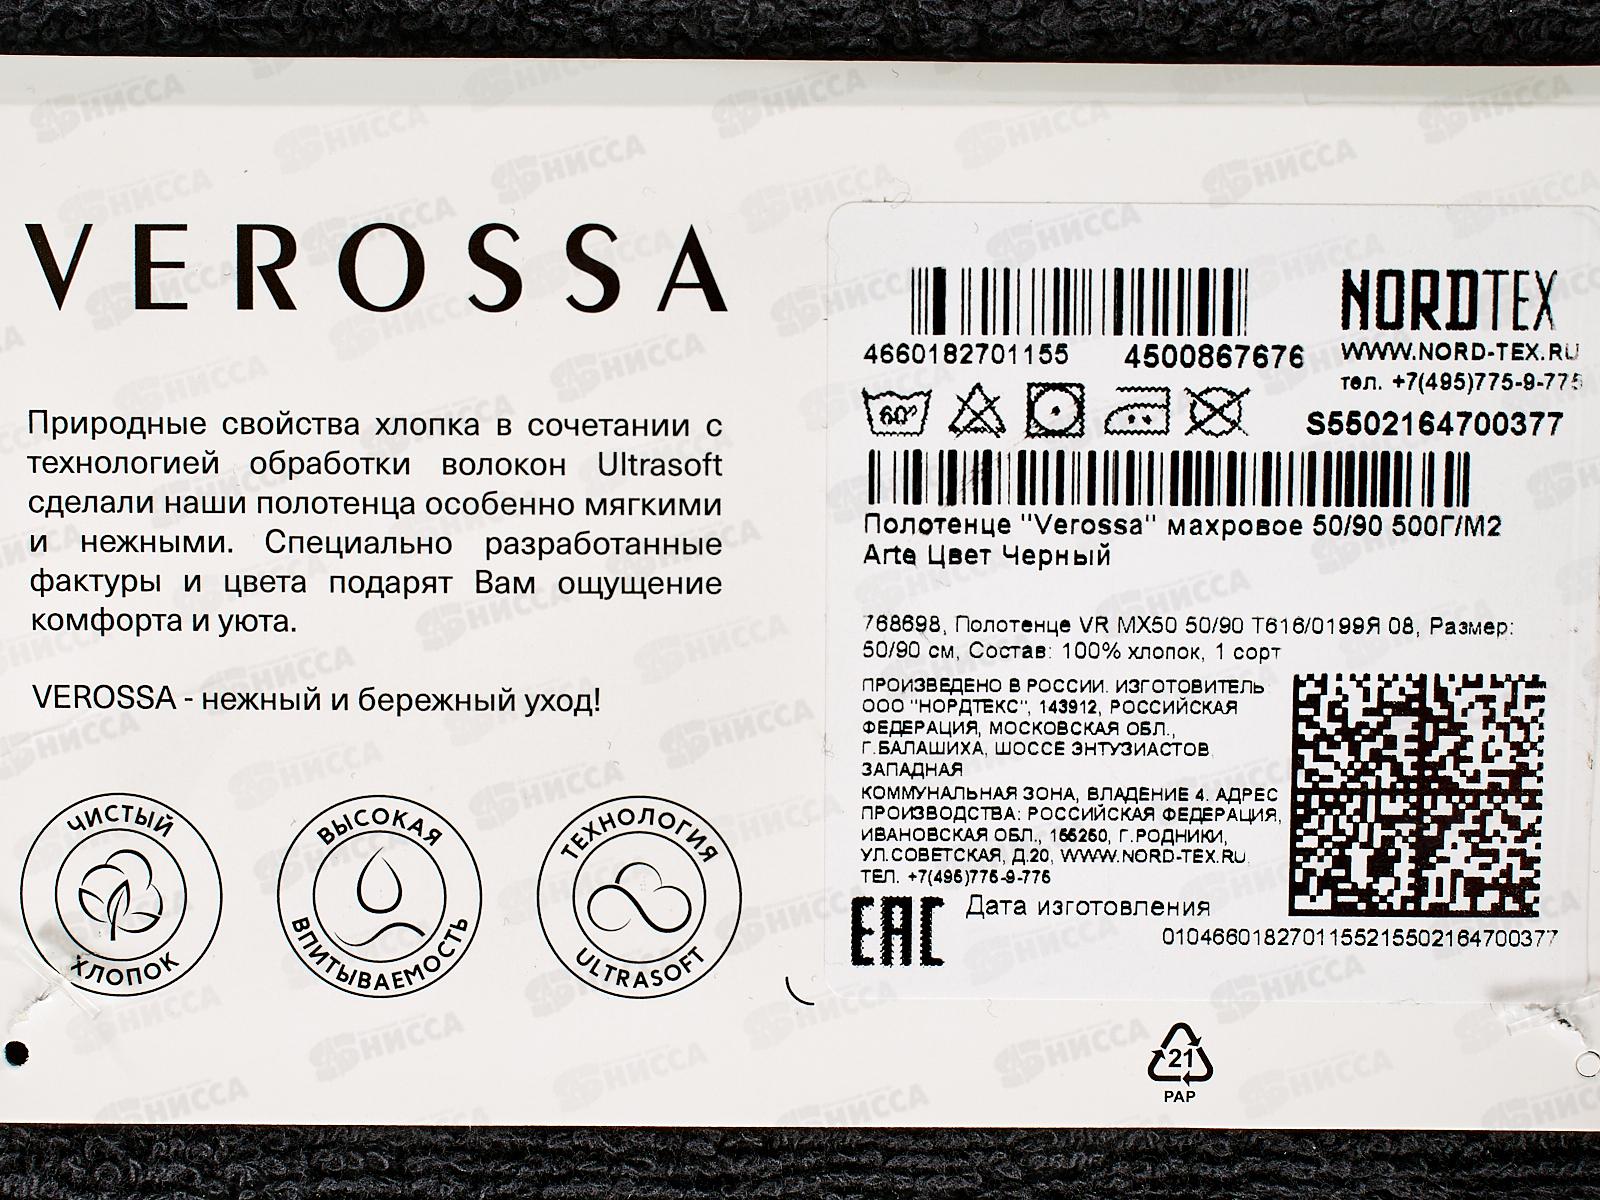 VEROSSA
Природные свойства хлопка в сочетании с
технологией обработки волокон Ultrasoft
сделали наши полотенца особенно мягкими
и нежными. Специально разработанные
фактуры и цвета подарят Вам ощущение
комфорта и уюта.
VEROSSA - нежный и бережный уход!
ЧИСТЫЙ
ХЛОПОК
ВЫСОКАЯ
ВПИТЫВАЕМОСТЬ
ТЕХНОЛОГИЯ
ULTRASOFT
NORDTEX
WWW.NORD-TEX.RU
тел. +7(495)775-9-775
4660182701155 4500867676
60°
S5502164700377
Полотенце "Verossa" махровое 50/90 500Г/М2
Arte Цвет Черный
768698, Полотенце VR MX50 50/90 Т616/0199Я 08, Размер:
50/90 см, Состав: 100% хлопок, 1 сорт
ПРОИЗВЕДЕНО В РОССИИ. ИЗГОТОВИТЕЛЬ
ООО "НОРДТЕКС", 143912, РОССИЙСКАЯ
ФЕДЕРАЦИЯ, МОСКОВСКАЯ ОБЛ.,
Г.БАЛАШИХА, ШОССЕ ЭНТУЗИАСТОВ
ЗАПАДНАЯ
КОММУНАЛЬНАЯ ЗОНА, ВЛАДЕНИЕ 4. АДРЕС
ПРОИЗВОДСТВА: РОССИЙСКАЯ ФЕДЕРАЦИЯ,
ИВАНОВСКАЯ ОБЛ., 155250, Г.РОДНИКИ,
УЛ.СОВЕТСКАЯ, Д.20, WWW.NORD-TEX.RU
ТЕЛ. +7(495)775-9-775
EAC Дата изготовления
0104660182701155215502164700377
21
PAP
НИССА